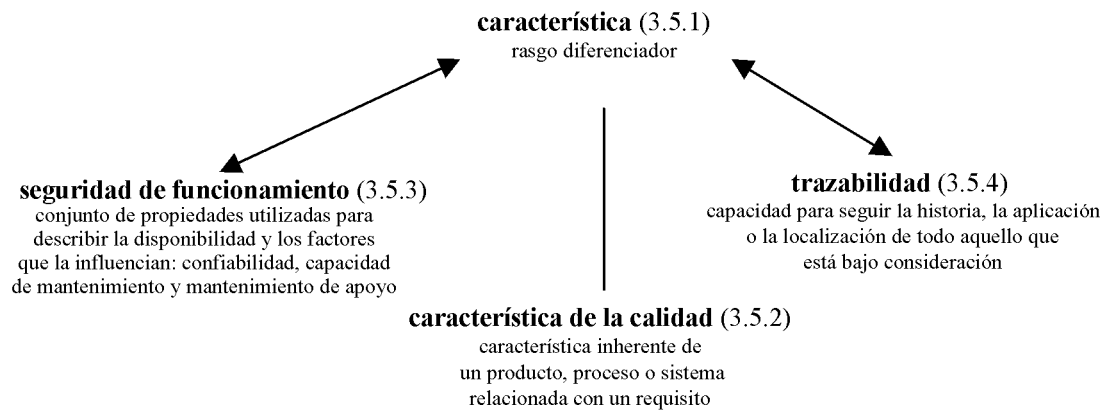 característica (3.5.1)
rasgo diferenciador
seguridad de funcionamiento (3.5.3)
conjunto de propiedades utilizadas para
describir la disponibilidad y los factores
que la influencian: confiabilidad, capacidad
de mantenimiento y mantenimiento de apoyo
trazabilidad (3.5.4)
capacidad para seguir la historia, la aplicación
o la localización de todo aquello que
está bajo consideración
característica de la calidad (3.5.2)
característica inherente de
un producto, proceso o sistema
relacionada con un requisito